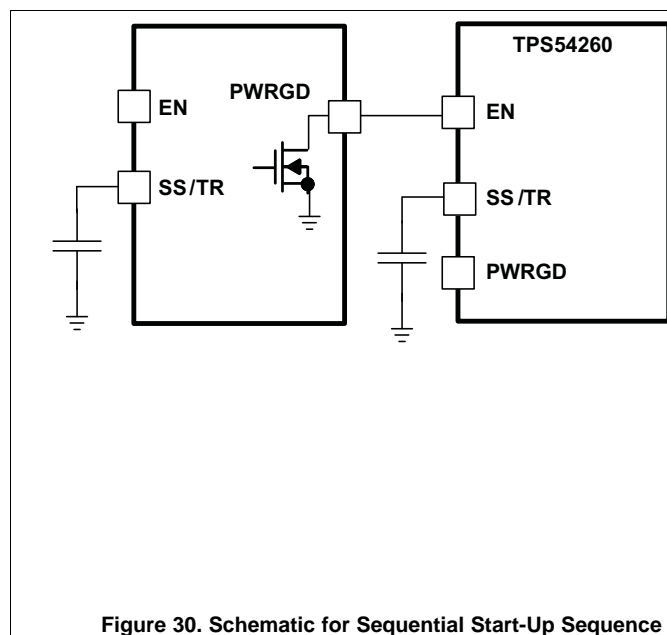 TPS54260
PWRGD
EN
EN
SS/TR
SS/TR
PWRGD
Figure 30. Schematic for Sequential Start-Up Sequence